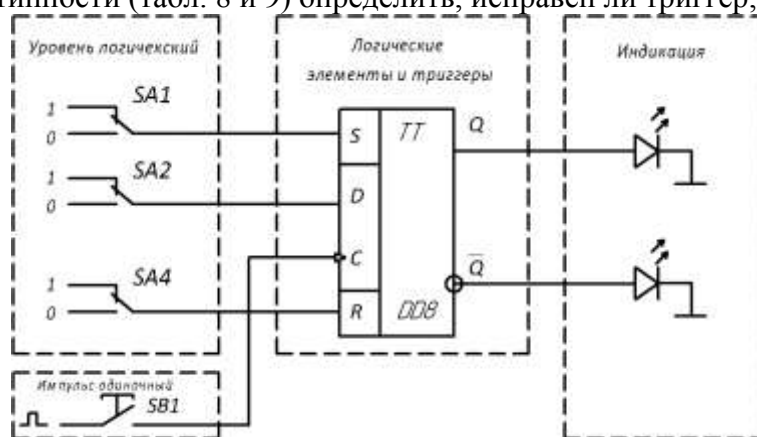 тинности (табл. 8 и 9) определить, исправен ли триггер,
Уровень логичекский
Логические
элементы и триггеры
Индикация
1
0
SA1
1
0
SA2
1
0
SA4
S
D
C
R
TT
DD8
Q
Q̅
Импульс одиночный
SB1